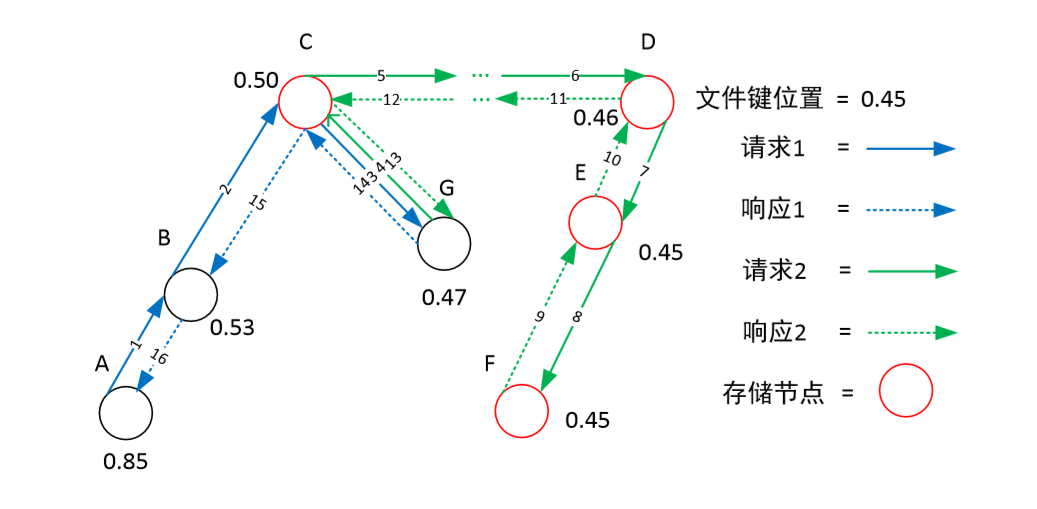 C
D
0.50
5
...
6
12
...
11
0.46
文件键位置 = 0.45
请求1 =
2
15
14
3
4
13
G
10
7
E
响应1 =
B
0.45
请求2 =
0.47
0.53
1
16
9
8
响应2 =
A
F
0.45
存储节点 =
0.85